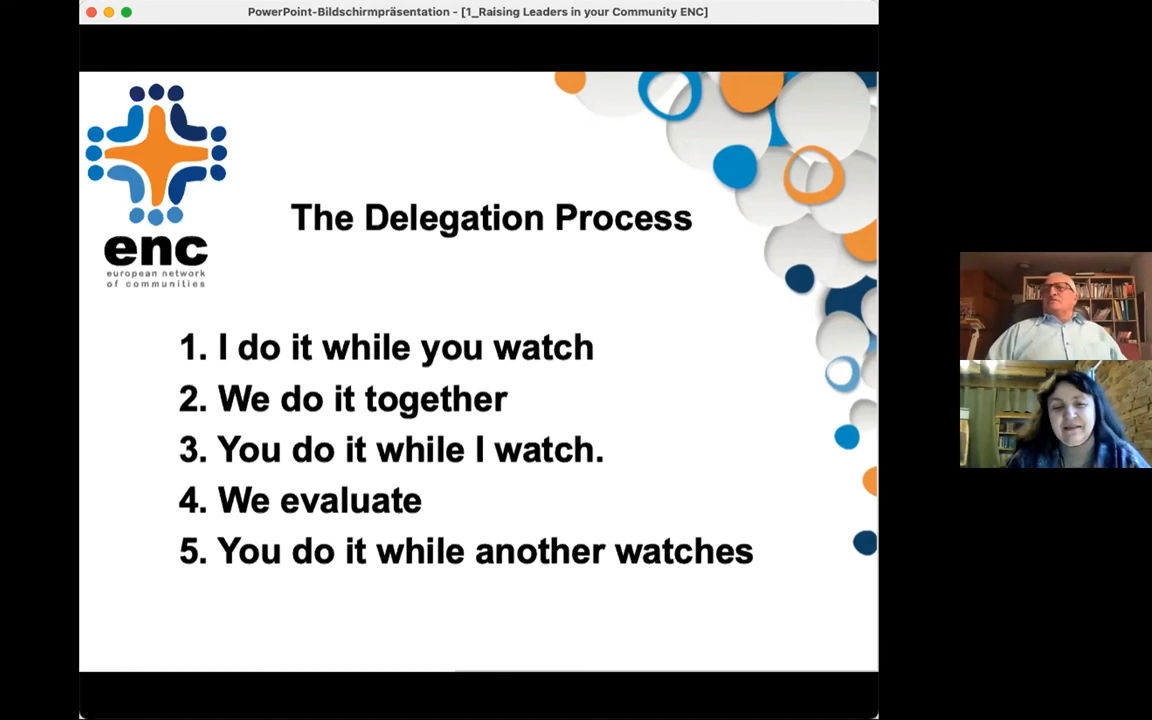 PowerPoint-Bildschirmpräsentation - [1_Raising Leaders in your Community ENC]
enc
european network
of communities
The Delegation Process
1. I do it while you watch
2. We do it together
3. You do it while I watch.
4. We evaluate
5. You do it while another watches